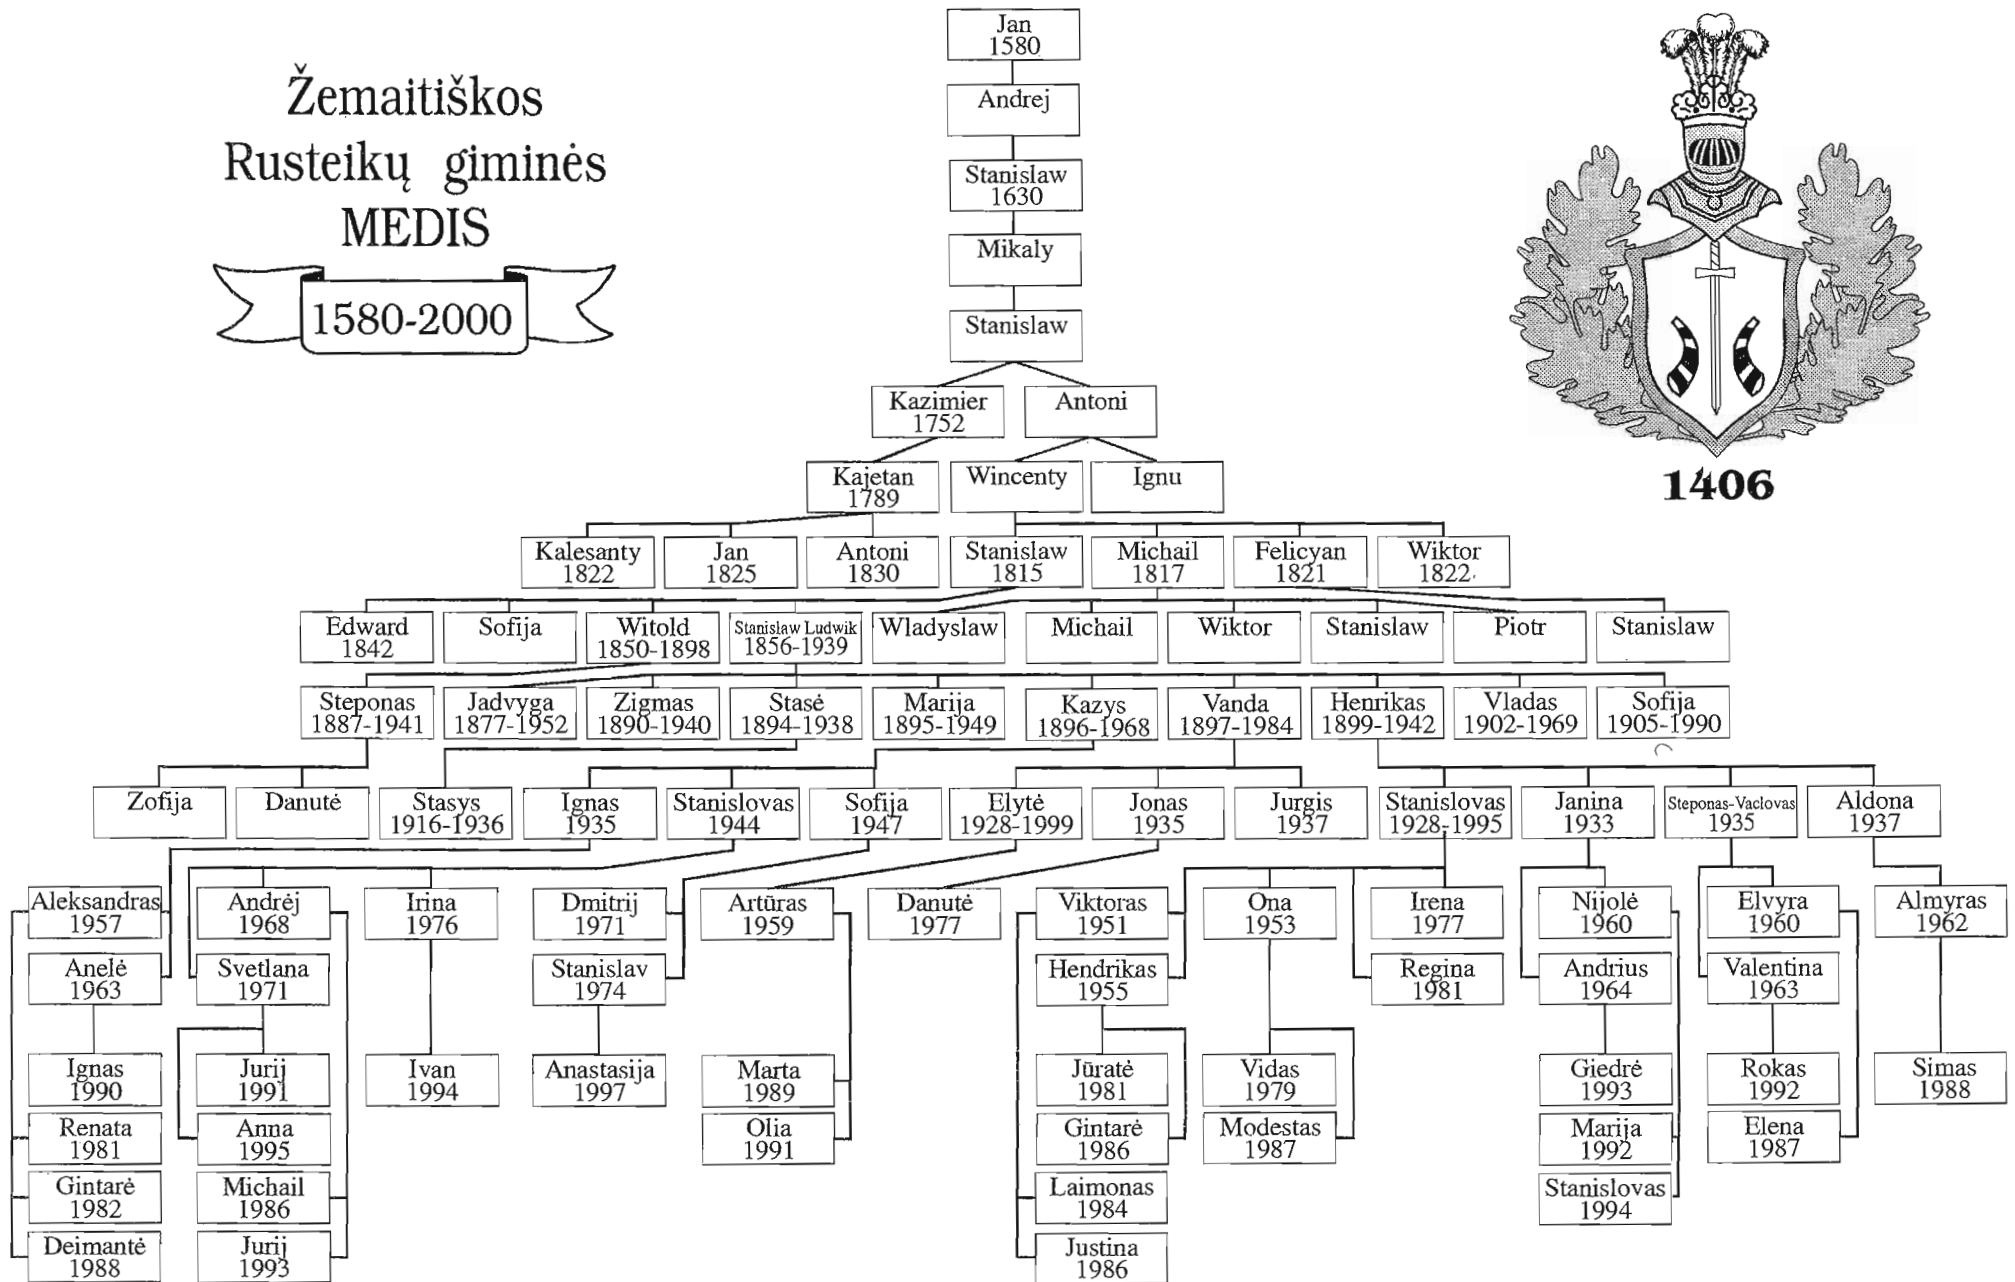 Žemaitiškos
Rusteikų giminės
MEDIS
1580-2000
1406
Jan
1580
Andrej
Stanislaw
1630
Mikaly
Stanislaw
Kazimier
1752
Antoni
Kajetan
1789
Wincenty
Ignu
Kalesanty
1822
Jan
1825
Antoni
1830
Stanislaw
1815
Michail
1817
Felicyan
1821
Wiktor
1822
Edward
1842
Sofija
Witold
1850-1898
Stanislaw Ludwik
1856-1939
Wladyslaw
Michail
Wiktor
Stanislaw
Piotr
Stanislaw
Steponas
1887-1941
Jadvyga
1877-1952
Zigmas
1890-1940
Stasė
1894-1938
Marija
1895-1949
Kazys
1896-1968
Vanda
1897-1984
Henrikas
1899-1942
Vladas
1902-1969
Sofija
1905-1990
Zofija
Danutė
Stasys
1916-1936
Ignas
1935
Stanislovas
1944
Sofija
1947
Elytė
1928-1999
Jonas
1935
Jurgis
1937
Stanislovas
1928-1995
Janina
1933
Steponas-Vaclovas
1935
Aldona
1937
Aleksandras
1957
Andrėj
1968
Irina
1976
Dmitrij
1971
Artūras
1959
Danutė
1977
Viktoras
1951
Ona
1953
Irena
1977
Nijolė
1960
Elvyra
1960
Almyras
1962
Anelė
1963
Svetlana
1971
Stanislav
1974
Hendrikas
1955
Regina
1981
Andrius
1964
Valentina
1963
Ignas
1990
Jurij
1991
Ivan
1994
Anastasija
1997
Marta
1989
Jūratė
1981
Vidas
1979
Giedrė
1993
Rokas
1992
Simas
1988
Renata
1981
Anna
1995
Olia
1991
Gintarė
1986
Modestas
1987
Marija
1992
Elena
1987
Gintarė
1982
Michail
1986
Laimonas
1984
Stanislovas
1994
Deimantė
1988
Jurij
1993
Justina
1986